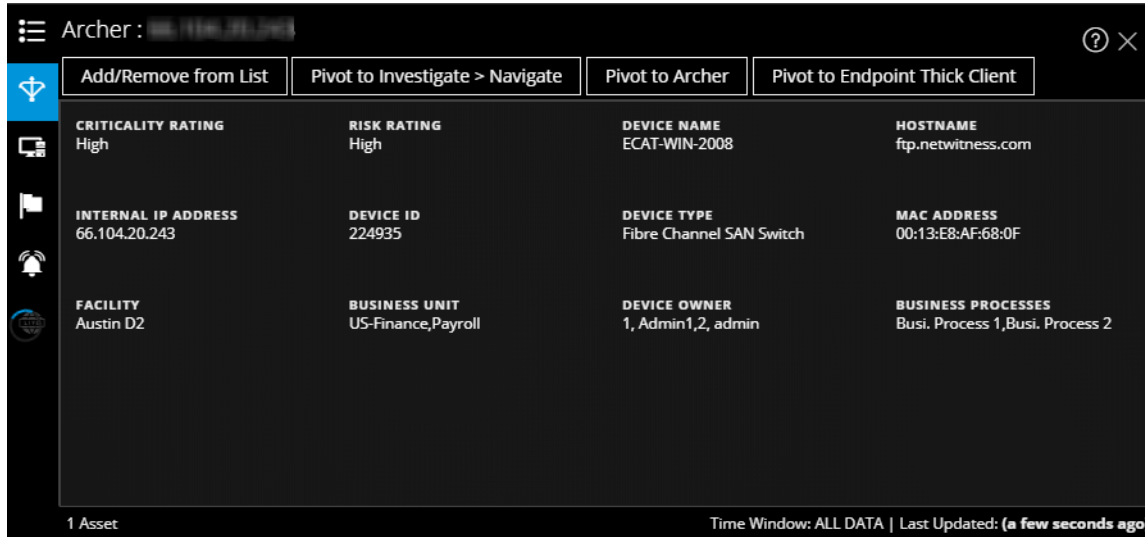 Archer :
Add/Remove from List Pivot to Investigate > Navigate Pivot to Archer Pivot to Endpoint Thick Client
CRITICALITY RATING RISK RATING DEVICE NAME HOSTNAME
High High ECAT-WIN-2008 ftp.netwitness.com
INTERNAL IP ADDRESS DEVICE ID DEVICE TYPE MAC ADDRESS
66.104.20.243 224935 Fibre Channel SAN Switch 00:13:E8:AF:68:0F
FACILITY BUSINESS UNIT DEVICE OWNER BUSINESS PROCESSES
Austin D2 US-Finance,Payroll 1, Admin1,2, admin Busi. Process 1,Busi. Process 2
1 Asset Time Window: ALL DATA | Last Updated: (a few seconds ago